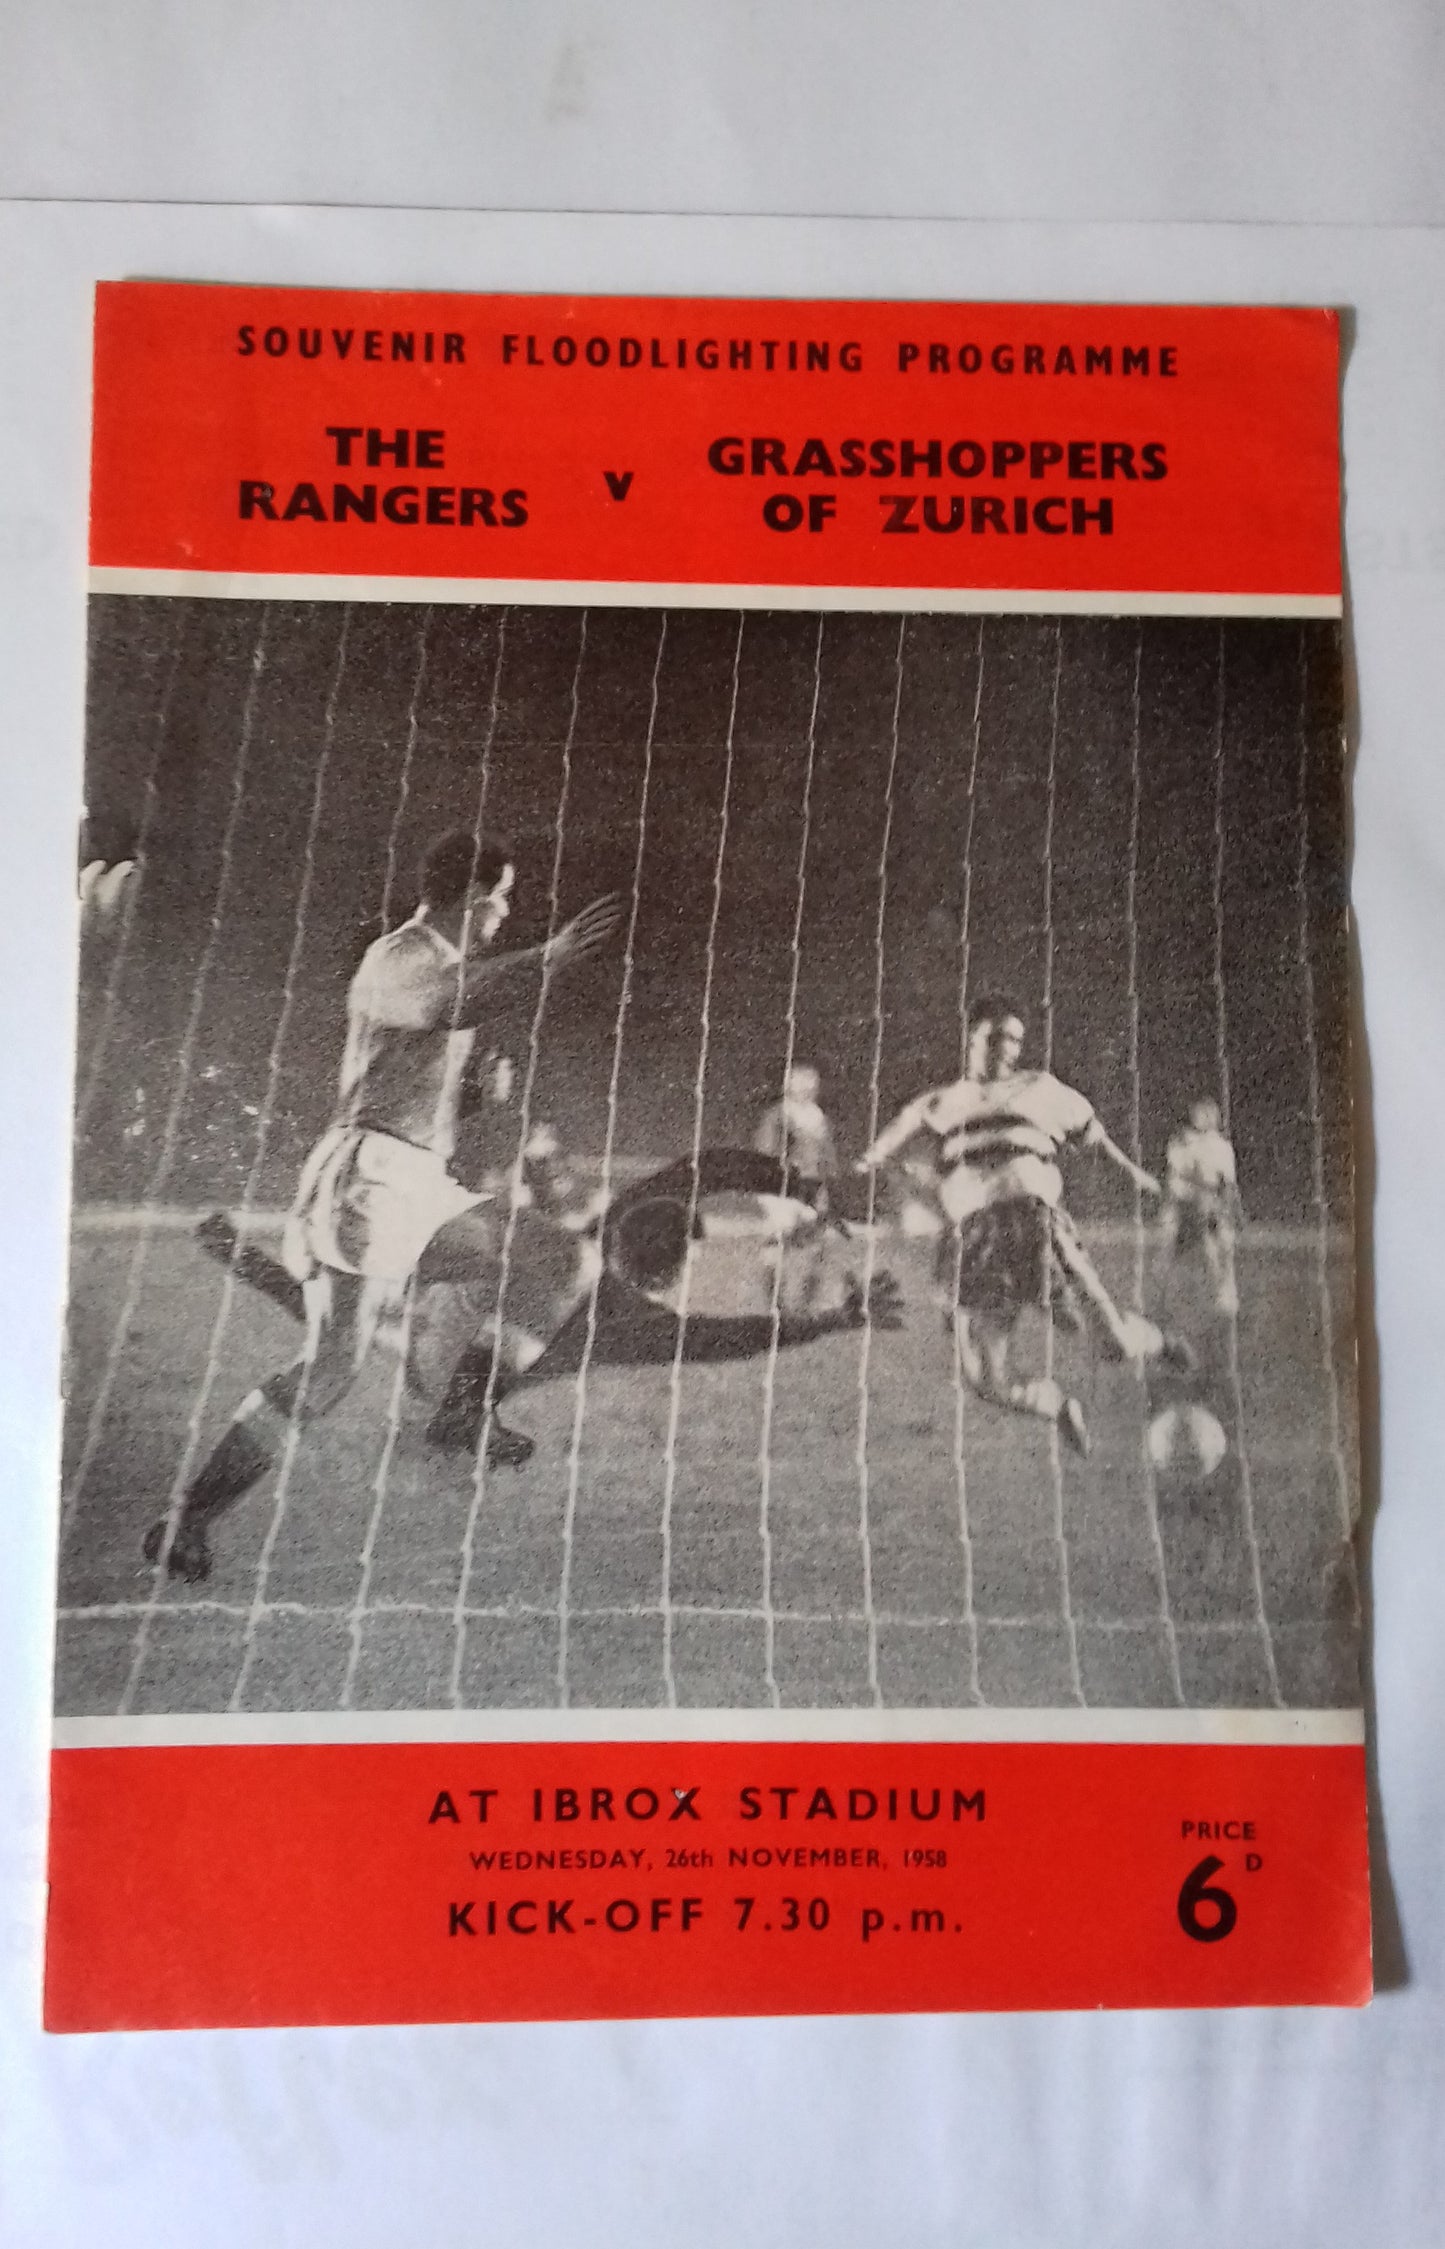 SOUVENIR FLOODLIGHTING PROGRAMME
THE RANGERS v GRASSHOPPERS OF ZURICH
AT IBROX STADIUM
WEDNESDAY, 26th NOVEMBER, 1958
KICK-OFF 7.30 p.m.
PRICE
6D